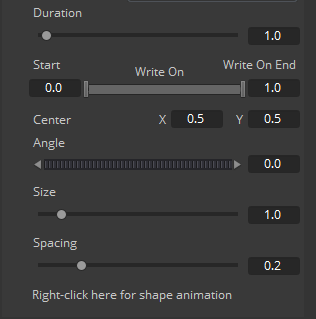 Duration
1.0
Start Write On Write On End
0.0 1.0
Center X 0.5 Y 0.5
Angle
0.0
Size
1.0
Spacing
0.2
Right-click here for shape animation